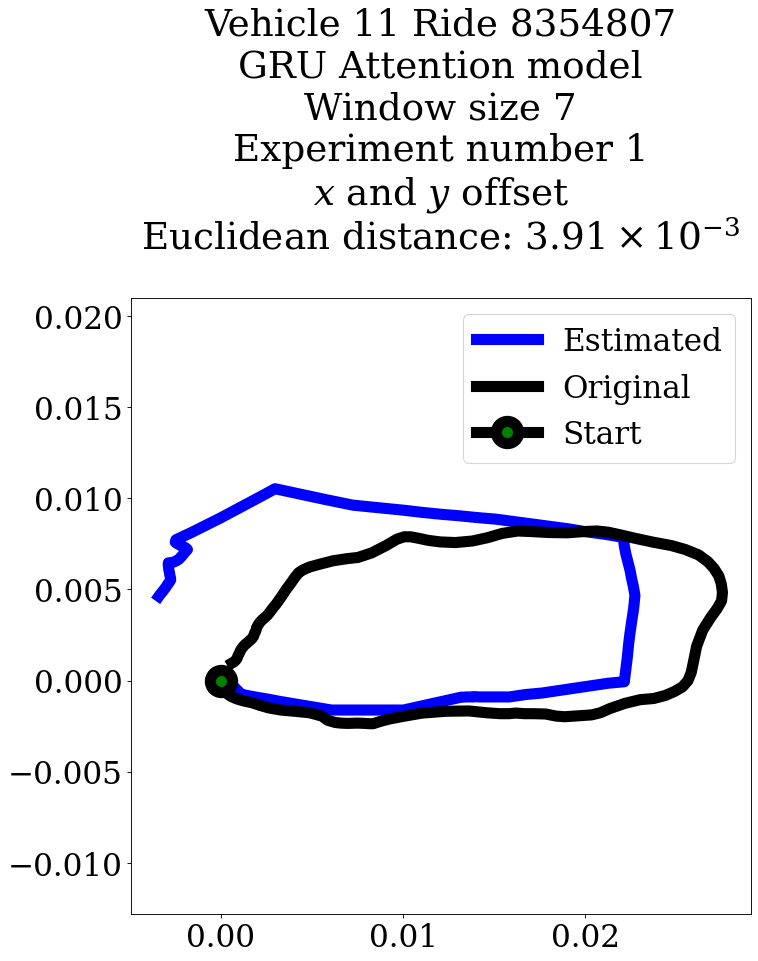 Vehicle 11 Ride 8354807
GRU Attention model
Window size 7
Experiment number 1
x and y offset
Euclidean distance: 3.91 × 10⁻³
Estimated
Original
Start
0.020
0.015
0.010
0.005
0.000
−0.005
−0.010
0.00 0.01 0.02